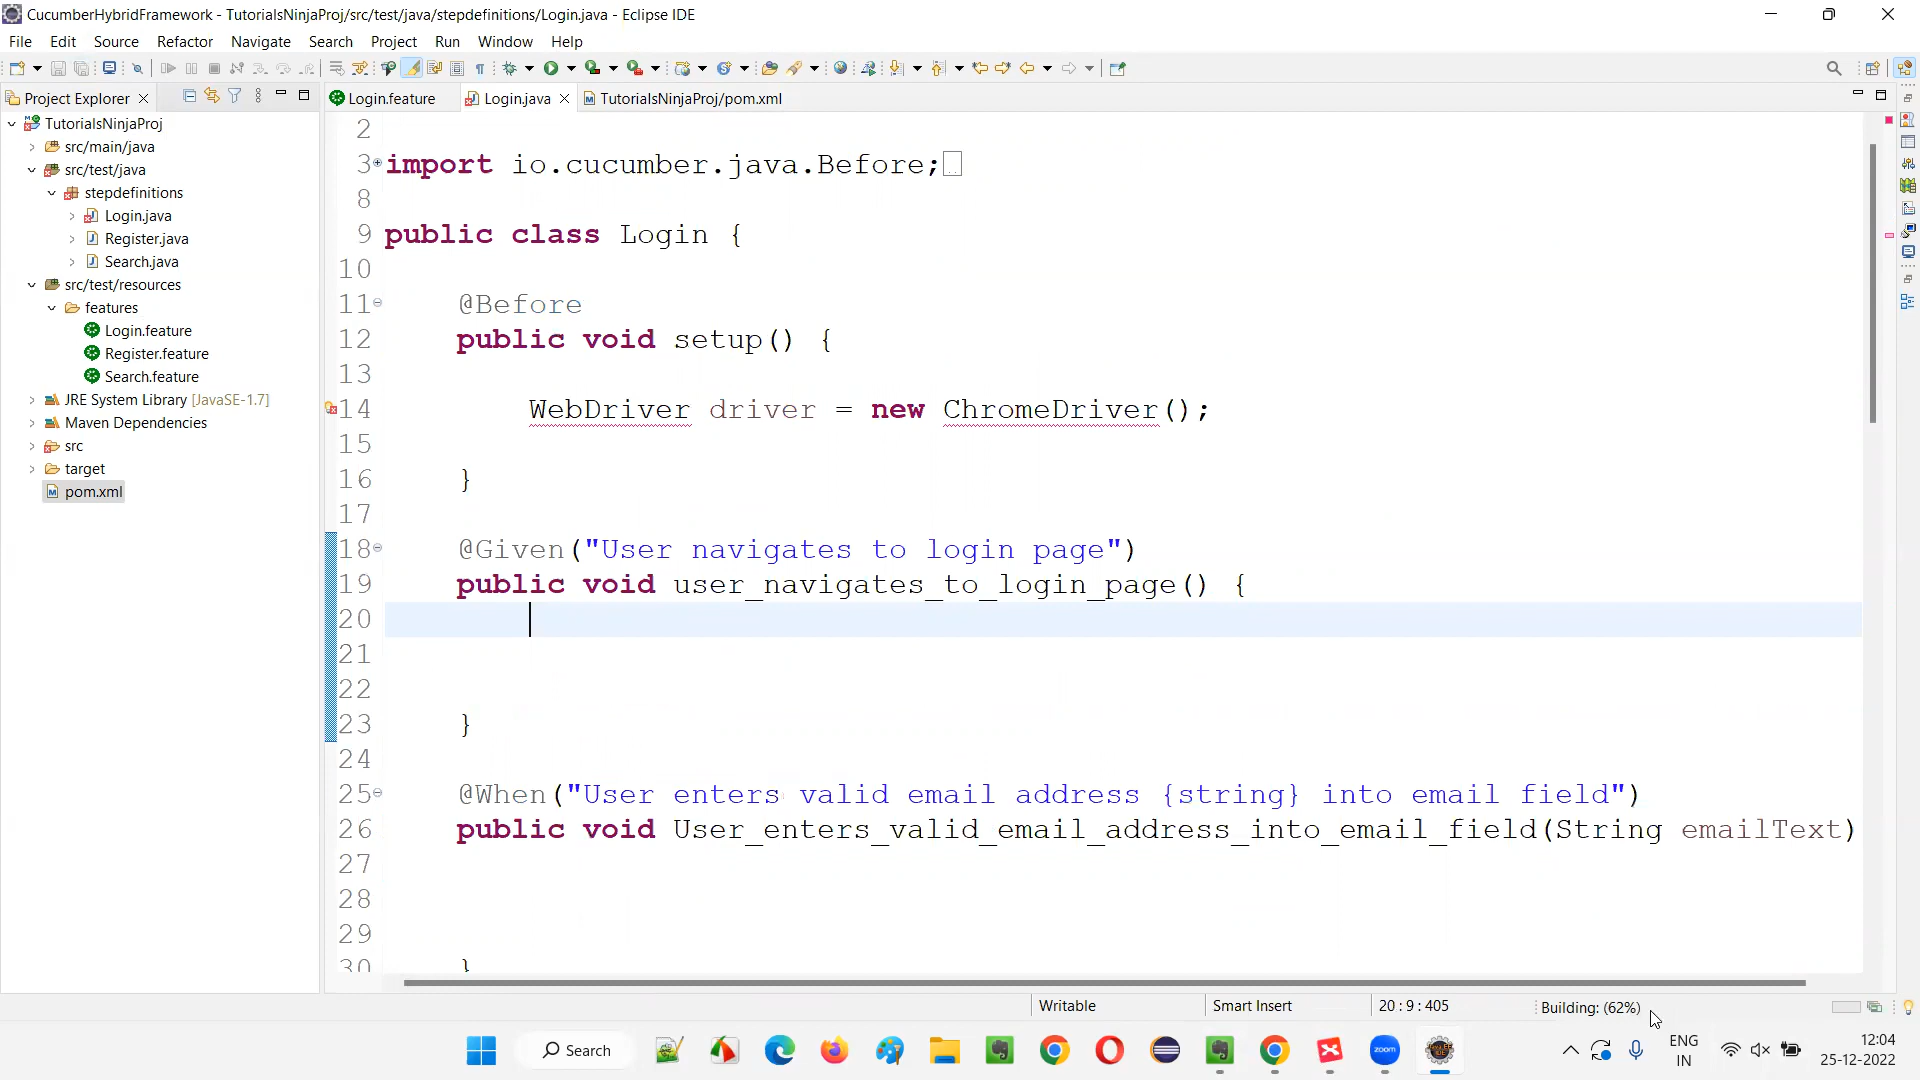 CucumberHybridFramework - TutorialsNinjaProj/src/test/java/stepdefinitions/Login.java - Eclipse IDE
File Edit Source Refactor Navigate Search Project Run Window Help
Project Explorer
Login.feature Login.java TutorialsNinjaProj/pom.xml
TutorialsNinjaProj
src/main/java
src/test/java
stepdefinitions
Login.java
Register.java
Search.java
src/test/resources
features
Login.feature
Register.feature
Search.feature
JRE System Library [JavaSE-1.7]
Maven Dependencies
src
target
pom.xml
2
3 import io.cucumber.java.Before;
8
9 public class Login {
10
11 @Before
12 public void setup() {
13
14 WebDriver driver = new ChromeDriver();
15
16 }
17
18 @Given("User navigates to login page")
19 public void user_navigates_to_login_page() {
20
21
22
23 }
24
25 @When("User enters valid email address {string} into email field")
26 public void User_enters_valid_email_address_into_email_field(String emailText)
27
28
29
30 }
Writable Smart Insert 20 : 9 : 405 Building: (62%)
Search
zoom
ENG
IN
12:04
25-12-2022